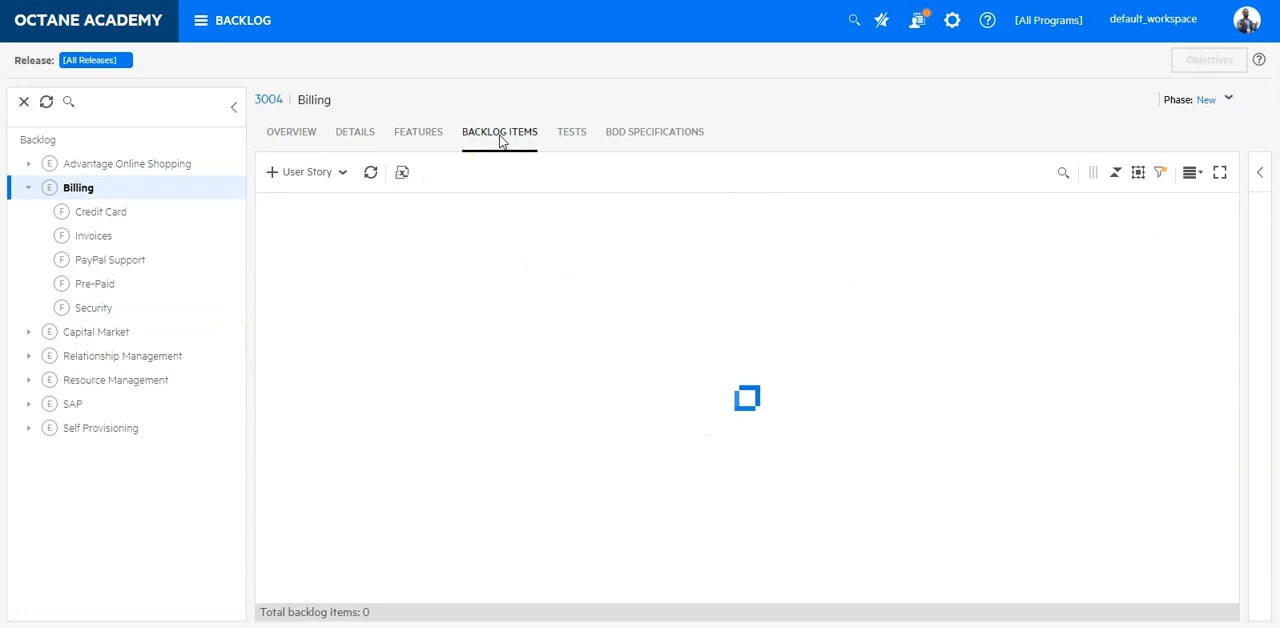 OCTANE ACADEMY BACKLOG [All Programs] default_workspace
Release: [All Releases] Objectives
3004 | Billing Phase: New
OVERVIEW DETAILS FEATURES BACKLOG ITEMS TESTS BDD SPECIFICATIONS
+ User Story
Backlog
E Advantage Online Shopping
E Billing
F Credit Card
F Invoices
F PayPal Support
F Pre-Paid
F Security
E Capital Market
E Relationship Management
E Resource Management
E SAP
E Self Provisioning
Total backlog items: 0